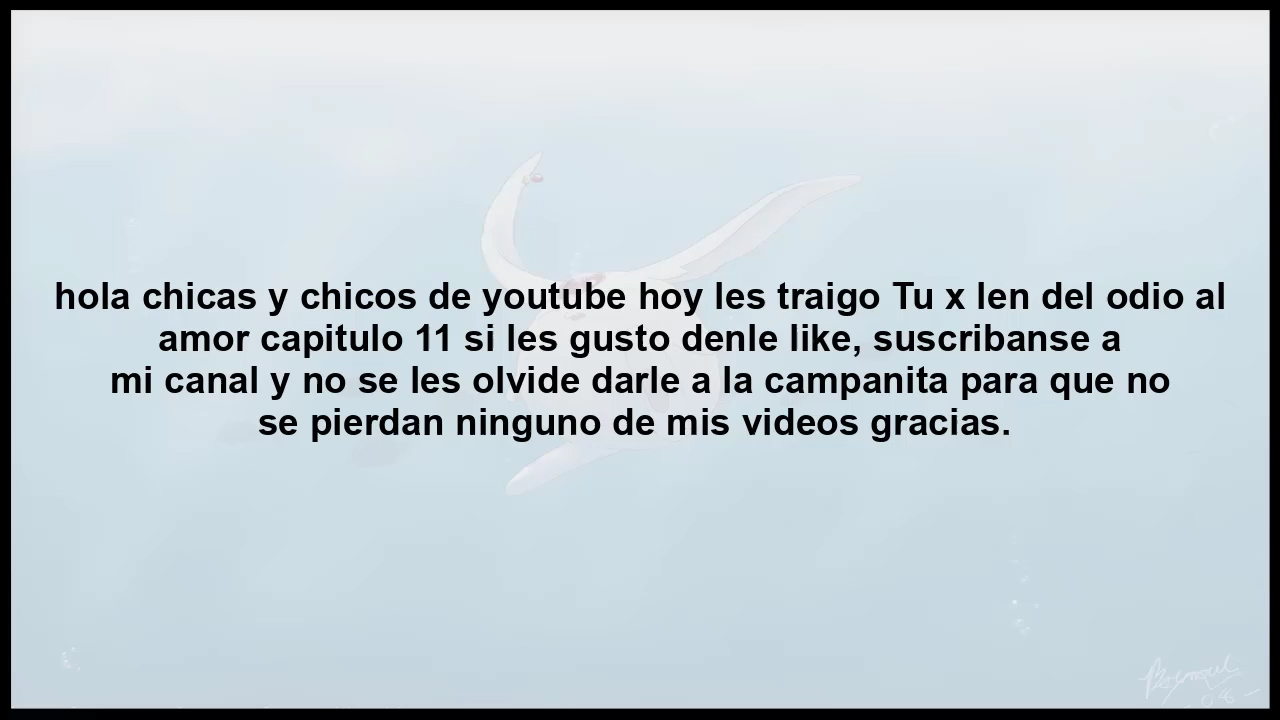 hola chicas y chicos de youtube hoy les traigo Tu x len del odio al
amor capitulo 11 si les gusto denle like, suscribanse a
mi canal y no se les olvide darle a la campanita para que no
se pierdan ninguno de mis videos gracias.